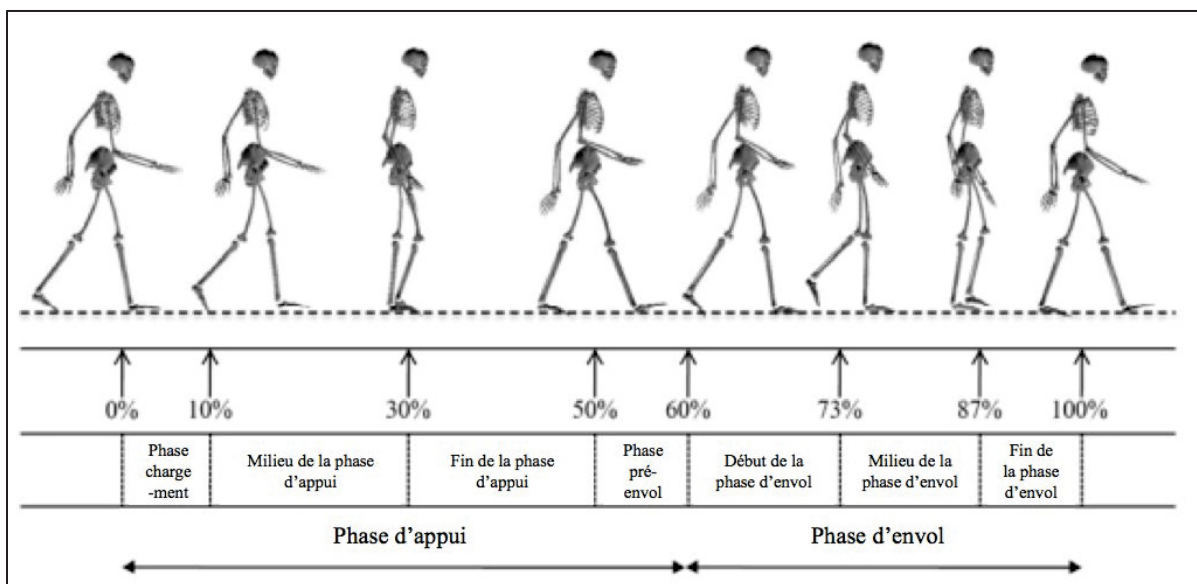 0% 10% 30% 50% 60% 73% 87% 100%
Phase
charge
-ment
Milieu de la phase
d'appui
Fin de la phase
d'appui
Phase
pré-
envol
Début de la
phase d'envol
Milieu de la
phase d'envol
Fin de
la phase
d'envol
Phase d'appui
Phase d'envol